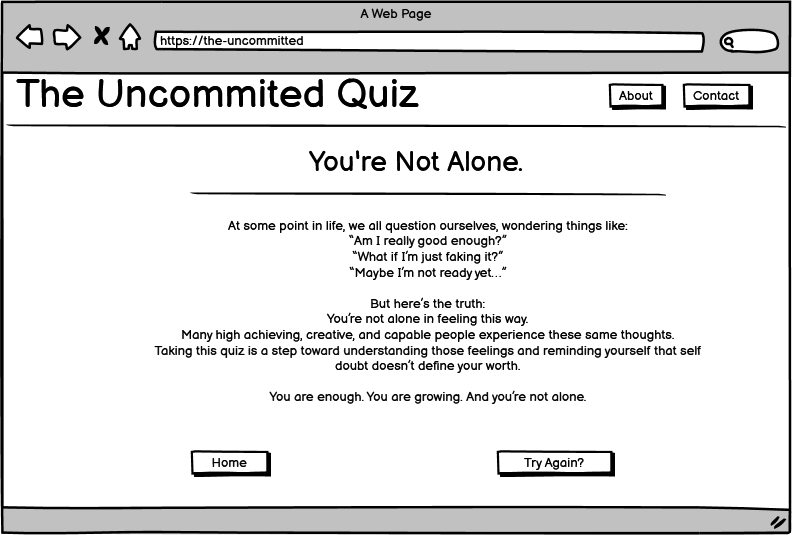 A Web Page
https://the-uncommitted
The Uncommited Quiz
About
Contact
You're Not Alone.
At some point in life, we all question ourselves, wondering things like:
“Am I really good enough?”
“What if I’m just faking it?”
“Maybe I’m not ready yet…”
But here’s the truth:
You’re not alone in feeling this way.
Many high achieving, creative, and capable people experience these same thoughts.
Taking this quiz is a step toward understanding those feelings and reminding yourself that self
doubt doesn’t define your worth.
You are enough. You are growing. And you’re not alone.
Home
Try Again?